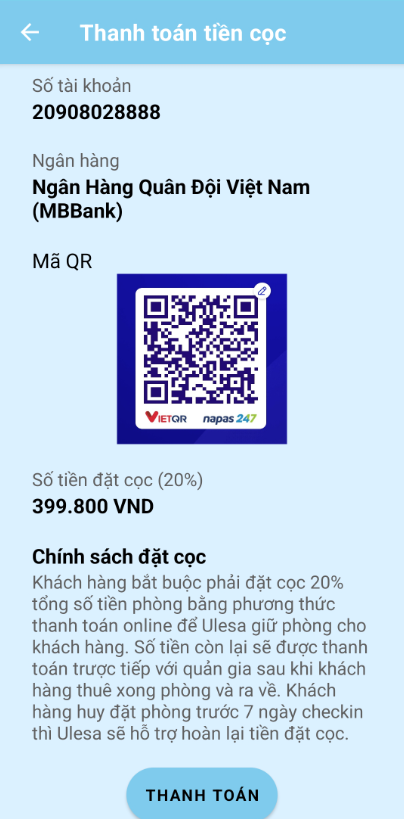 Thanh toán tiền cọc
Số tài khoản
20908028888
Ngân hàng
Ngân Hàng Quân Đội Việt Nam
(MBBank)
Mã QR
VIETQR napas 247
Số tiền đặt cọc (20%)
399.800 VND
Chính sách đặt cọc
Khách hàng bắt buộc phải đặt cọc 20%
tổng số tiền phòng bằng phương thức
thanh toán online để Ulesa giữ phòng cho
khách hàng. Số tiền còn lại sẽ được thanh
toán trược tiếp với quản gia sau khi khách
hàng thuê xong phòng và ra về. Khách
hàng huy đặt phòng trước 7 ngày checkin
thì Ulesa sẽ hỗ trợ hoàn lại tiền đặt cọc.
THANH TOÁN